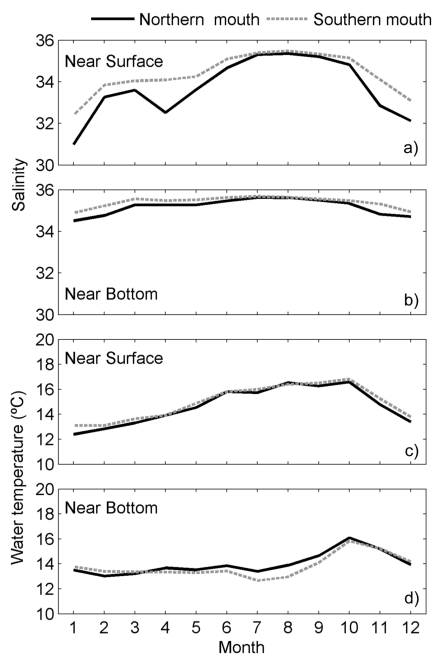 Northern mouth Southern mouth
36
34
32
30
Near Surface
a)
Salinity
36
34
32
30
Near Bottom
b)
20
18
16
14
12
10
Near Surface
c)
Water temperature (ºC)
20
18
16
14
12
10
Near Bottom
d)
1 2 3 4 5 6 7 8 9 10 11 12
Month